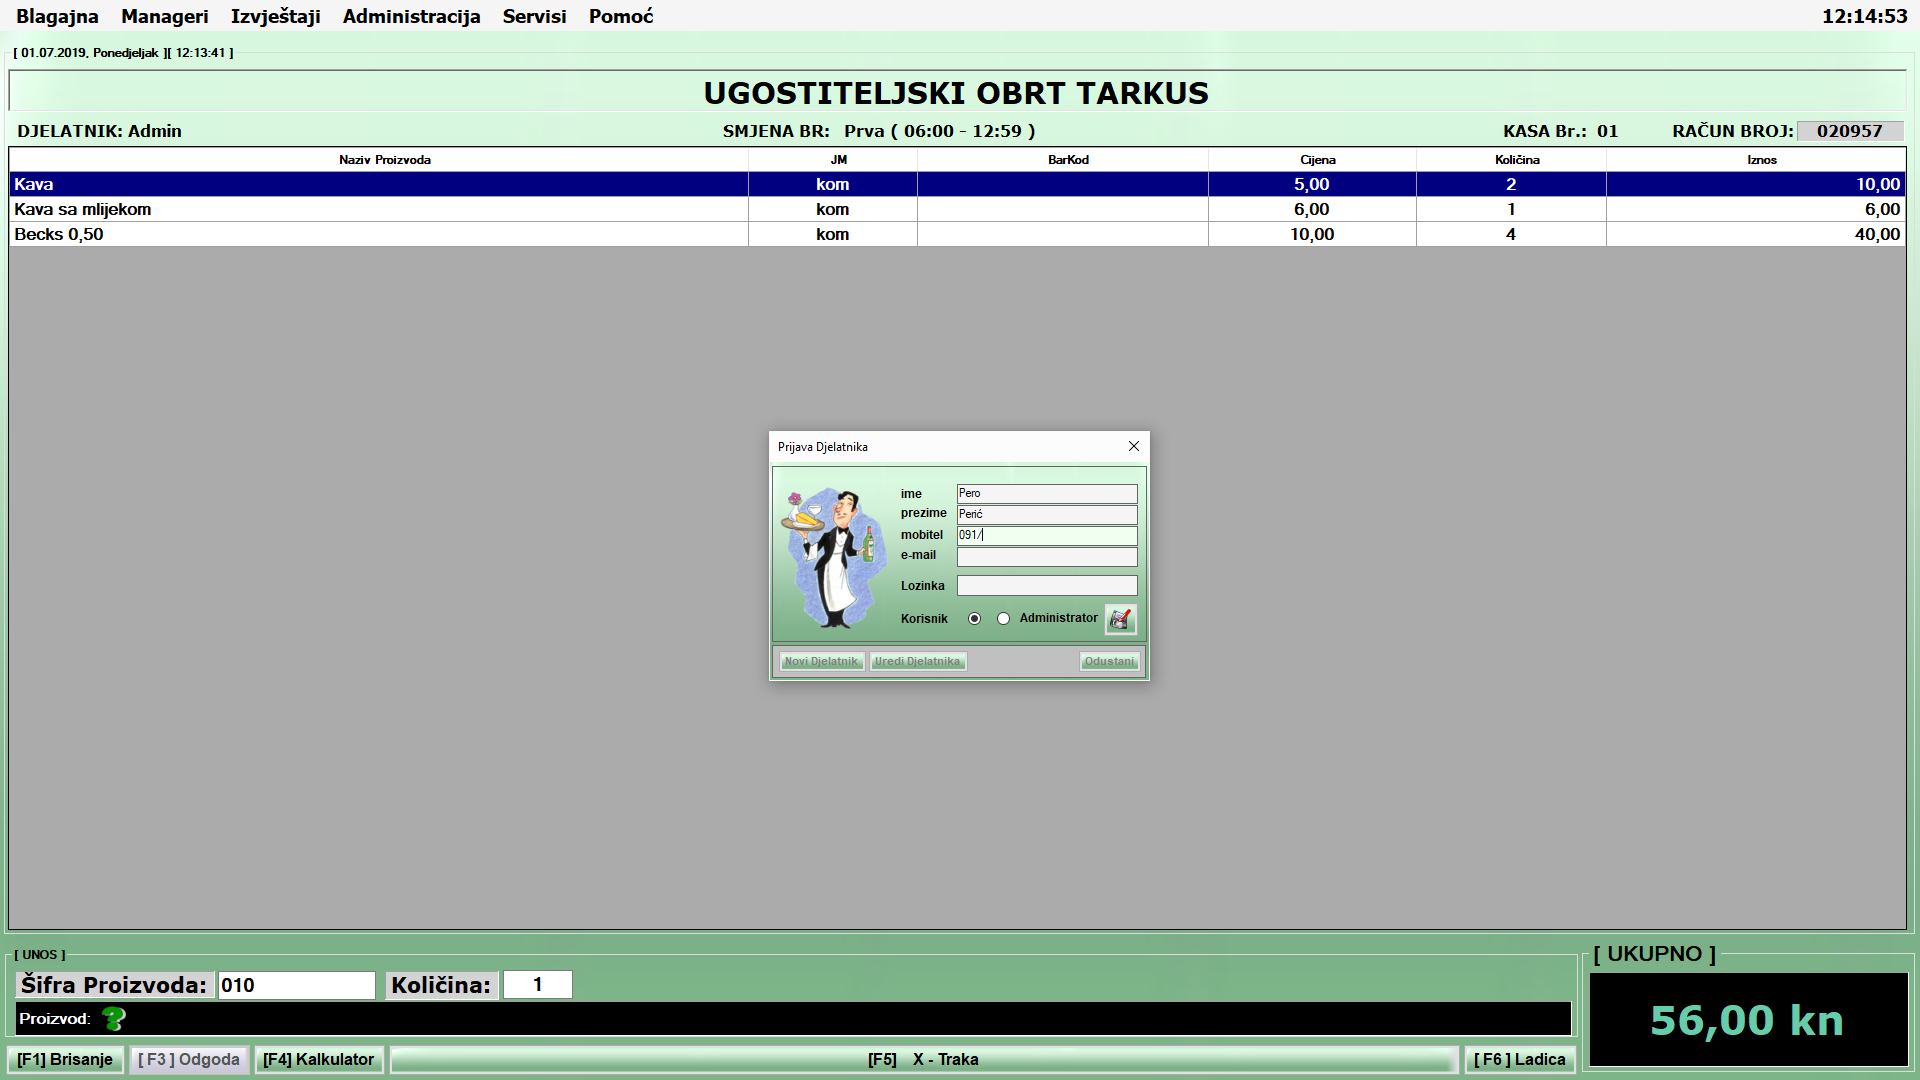 Blagajna Manageri Izvještaji Administracija Servisi Pomoć 12:14:53
[ 01.07.2019, Ponedjeljak ][ 12:13:41 ]
UGOSTITELJSKI OBRT TARKUS
DJELATNIK: Admin SMJENA BR: Prva ( 06:00 - 12:59 ) KASA Br.: 01 RAČUN BROJ: 020957
Naziv Proizvoda JM BarKod Cijena Količina Iznos
Kava kom 5,00 2 10,00
Kava sa mlijekom kom 6,00 1 6,00
Becks 0,50 kom 10,00 4 40,00
Prijava Djelatnika
ime Pero
prezime Perić
mobitel 091/
e-mail
Lozinka
Korisnik Administrator
Novi Djelatnik Uredi Djelatnika Odustani
[ UNOS ]
Šifra Proizvoda: 010 Količina: 1
Proizvod:
[ UKUPNO ]
56,00 kn
[F1] Brisanje [ F3 ] Odgoda [F4] Kalkulator [F5] X - Traka [ F6 ] Ladica